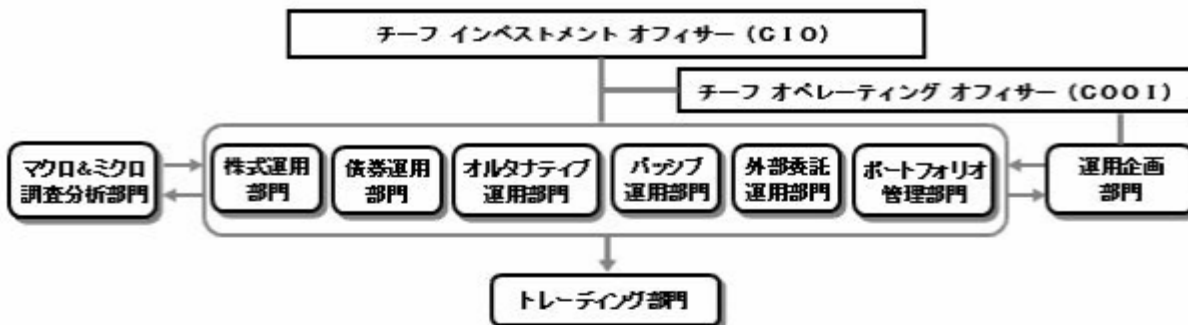 チーフ インベストメント オフィサー（CIO）
チーフ オペレーティング オフィサー（COOI）
マクロ&ミクロ
調査分析部門
株式運用
部門
債券運用
部門
オルタナティブ
運用部門
パッシブ
運用部門
外部委託
運用部門
ポートフォリオ
管理部門
運用企画
部門
トレーディング部門